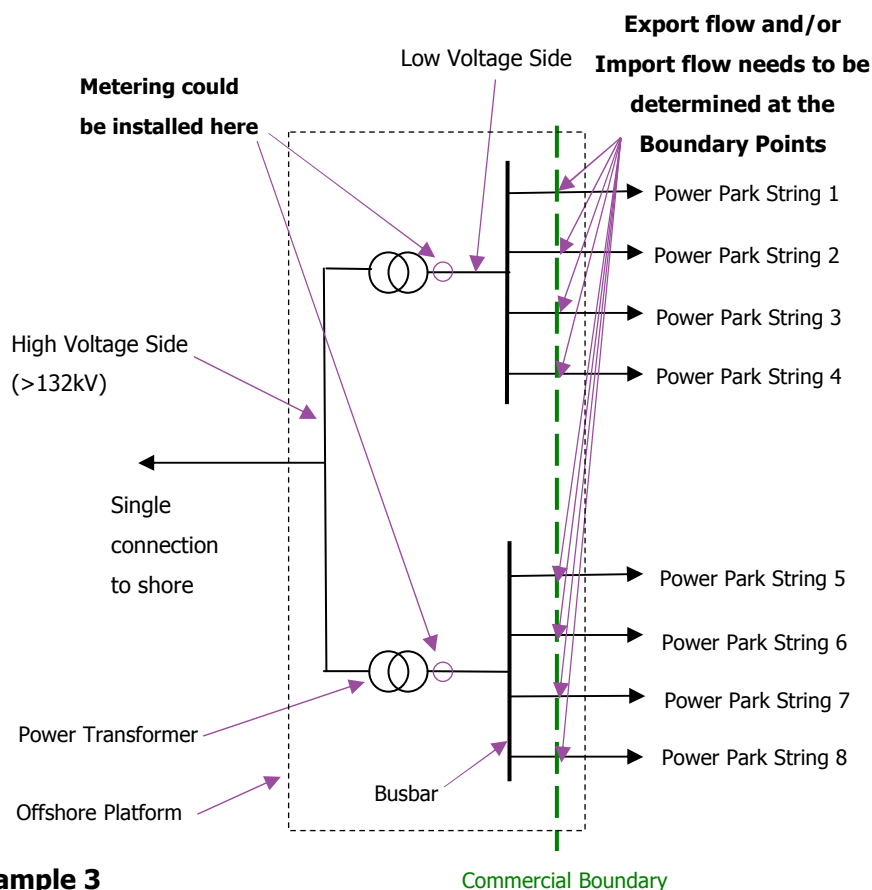 Export flow and/or
Import flow needs to be
determined at the
Boundary Points
Low Voltage Side
Metering could
be installed here
Power Park String 1
Power Park String 2
Power Park String 3
Power Park String 4
High Voltage Side
(>132kV)
Single
connection
to shore
Power Park String 5
Power Park String 6
Power Park String 7
Power Park String 8
Power Transformer
Busbar
Offshore Platform
ample 3
Commercial Boundary